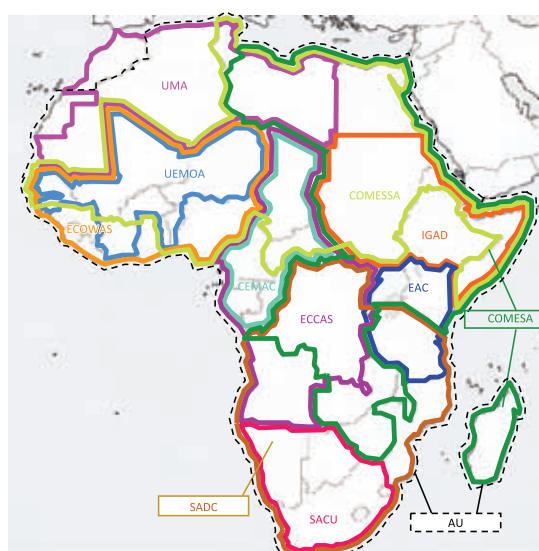 UMA
UEMOA
COMESSA
ECOWAS
IGAD
CEMAC
EAC
ECCAS
COMESA
SADC
SACU
AU